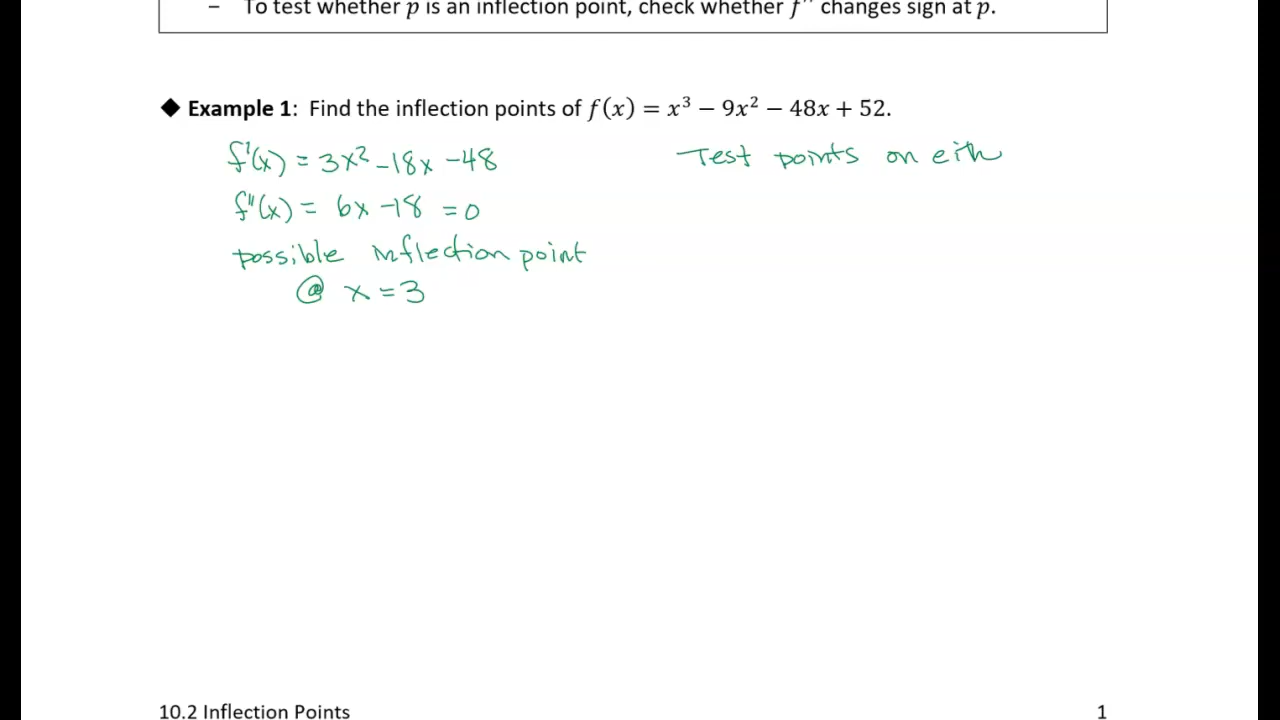 – To test whether p is an inflection point, check whether f'' changes sign at p.
◆ Example 1: Find the inflection points of f(x) = x³ − 9x² − 48x + 52.
f'(x) = 3x² −18x −48
Test points on eith
f''(x) = 6x −18 = 0
possible inflection point
@ x = 3
10.2 Inflection Points
1